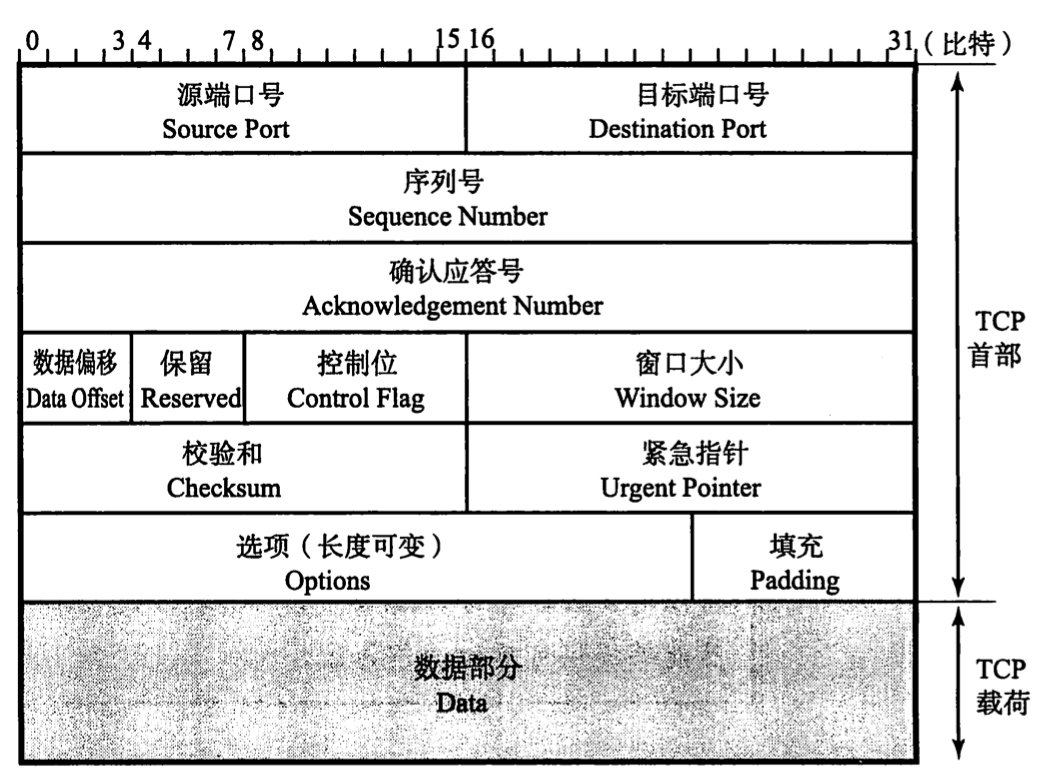 0 3 4 7 8 15 16 31 （比特）
源端口号 目标端口号
Source Port Destination Port
序列号
Sequence Number
确认应答号
Acknowledgement Number
数据偏移 保留 控制位 窗口大小
Data Offset Reserved Control Flag Window Size
校验和 紧急指针
Checksum Urgent Pointer
选项（长度可变） 填充
Options Padding
TCP
首部
数据部分
Data
TCP
载荷